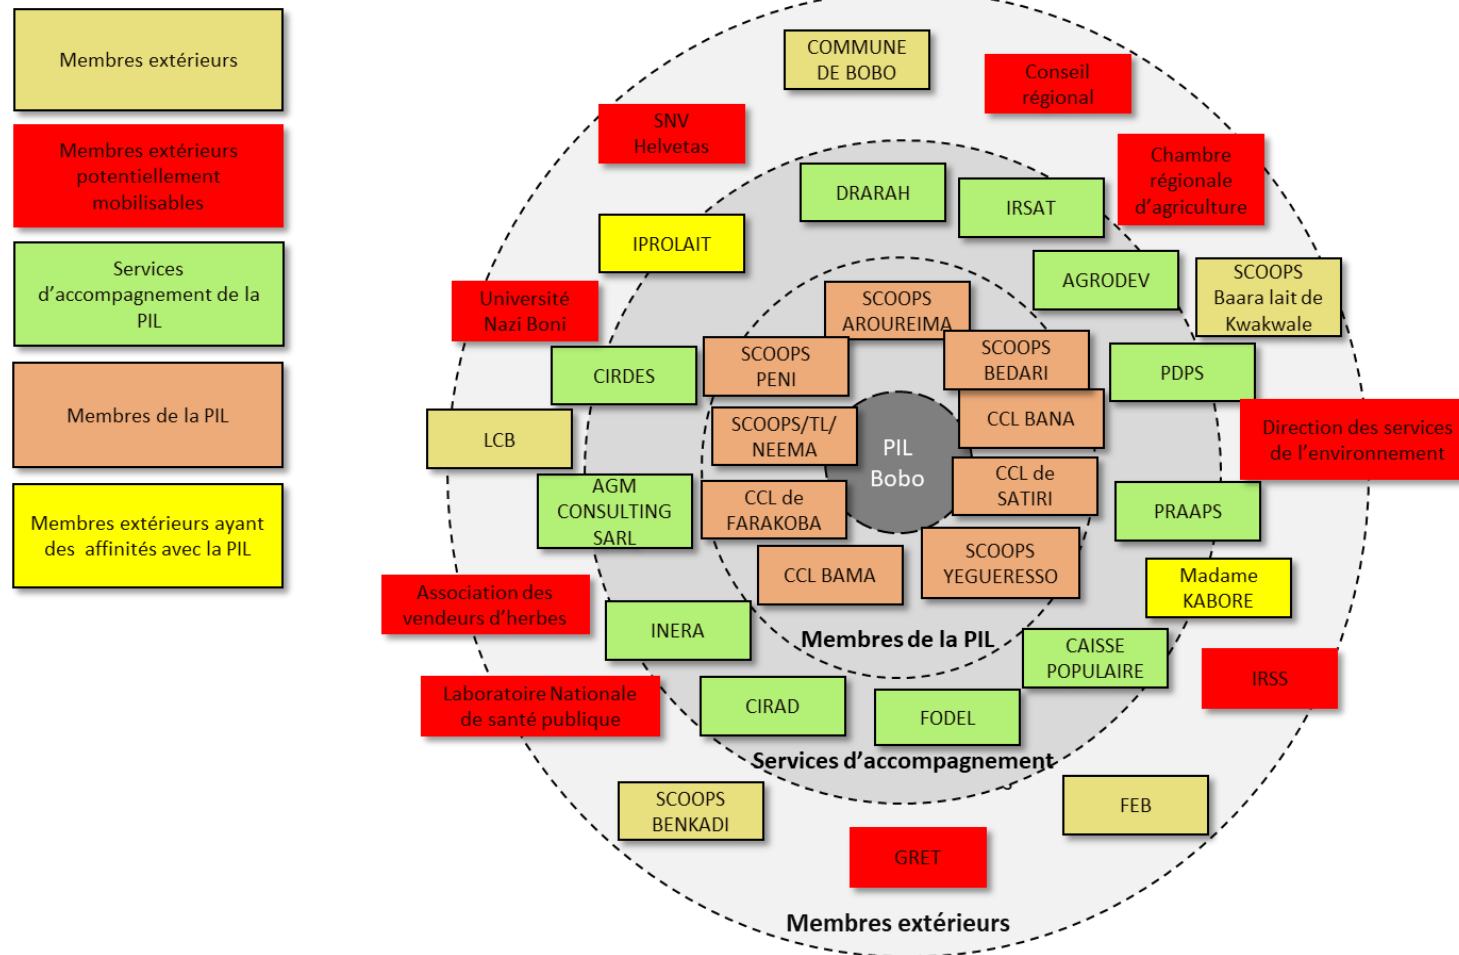 Membres extérieurs
Membres extérieurs
potentiellement
mobilisables
Services
d’accompagnement de la
PIL
Membres de la PIL
Membres extérieurs ayant
des affinités avec la PIL
COMMUNE
DE BOBO
Conseil
régional
SNV
Helvetas
Chambre
régionale
d’agriculture
DRARAH
IRSAT
IPROLAIT
AGRODEV
SCOOPS
Baara lait de
Kwakwale
Université
Nazi Boni
SCOOPS
AROUREIMA
SCOOPS
PENI
SCOOPS
BEDARI
CIRDES
PDPS
LCB
SCOOPS/TL/
NEEMA
PIL
Bobo
CCL BANA
Direction des services
de l’environnement
AGM
CONSULTING
SARL
CCL de
FARAKOBA
CCL de
SATIRI
PRAAPS
CCL BAMA
SCOOPS
YEGUERESSO
Madame
KABORE
Association des
vendeurs d’herbes
INERA
Membres de la PIL
CAISSE
POPULAIRE
IRSS
Laboratoire Nationale
de santé publique
CIRAD
FODEL
Services d’accompagnement
SCOOPS
BENKADI
FEB
GRET
Membres extérieurs